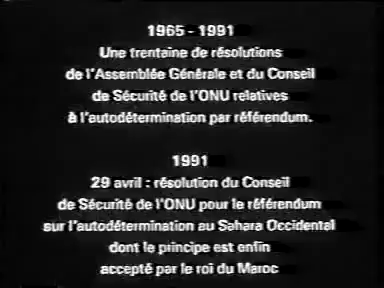 1965 - 1991
Une trentaine de résolutions
de l'Assemblée Générale et du Conseil
de Sécurité de l'ONU relatives
à l'autodétermination par référendum.
1991
29 avril : résolution du Conseil
de Sécurité de l'ONU pour le référendum
sur l'autodétermination au Sahara Occidental
dont le principe est enfin
accepté par le roi du Maroc